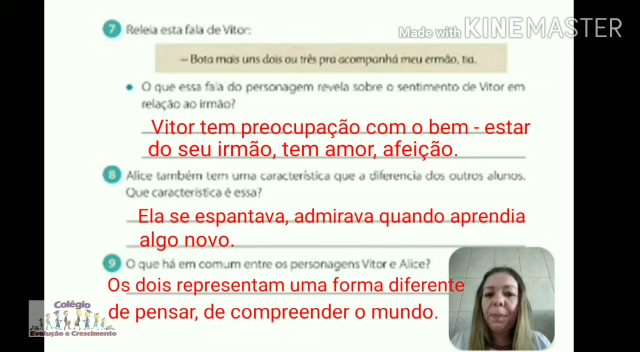 Made with KINEMASTER
7 Releia esta fala de Vitor:
— Bota mais uns dois ou três pra acompanhá meu ermão, tia.
• O que essa fala do personagem revela sobre o sentimento de Vitor em
relação ao irmão?
Vitor tem preocupação com o bem - estar
do seu irmão, tem amor, afeição.
8 Alice também tem uma característica que a diferencia dos outros alunos.
Que característica é essa?
Ela se espantava, admirava quando aprendia
algo novo.
9 O que há em comum entre os personagens Vitor e Alice?
Os dois representam uma forma diferente
de pensar, de compreender o mundo.
Colégio
Evolução e Crescimento